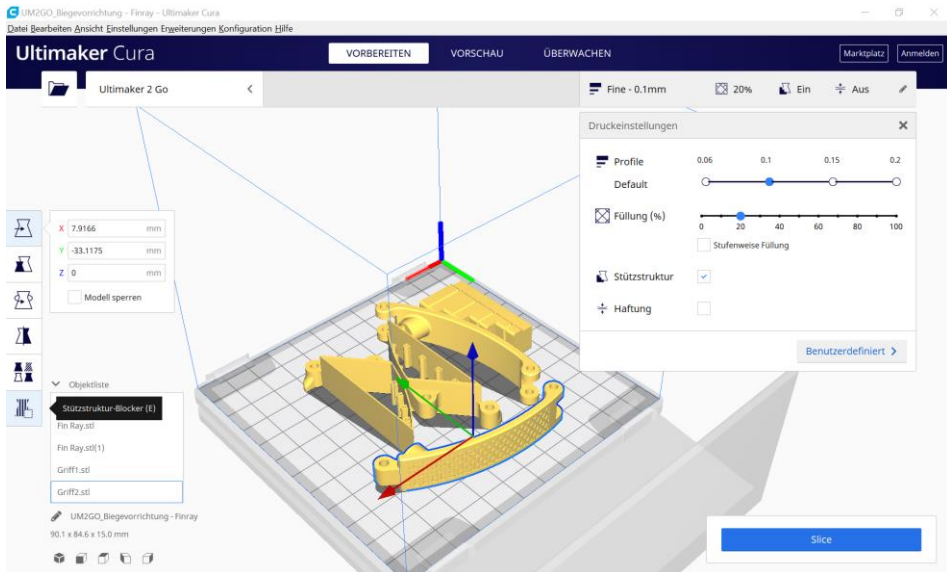 UM2GO_Biegevorrichtung - Finray - Ultimaker Cura
Datei Bearbeiten Ansicht Einstellungen Erweiterungen Konfiguration Hilfe
Ultimaker Cura
VORBEREITEN
VORSCHAU
ÜBERWACHEN
Marktplatz
Anmelden
Ultimaker 2 Go
Fine - 0.1mm
20%
Ein
Aus
Druckeinstellungen
Profile
0.06 0.1 0.15 0.2
Default
Füllung (%)
0 20 40 60 80 100
Stufenweise Füllung
Stützstruktur
Haftung
Benutzerdefiniert
X 7.9166 mm
Y -33.1175 mm
Z 0 mm
Modell sperren
Objektliste
Stützstruktur-Blocker (E)
Fin Ray.stl
Fin Ray.stl(1)
Griff1.stl
Griff2.stl
UM2GO_Biegevorrichtung - Finray
90.1 x 84.6 x 15.0 mm
Slice